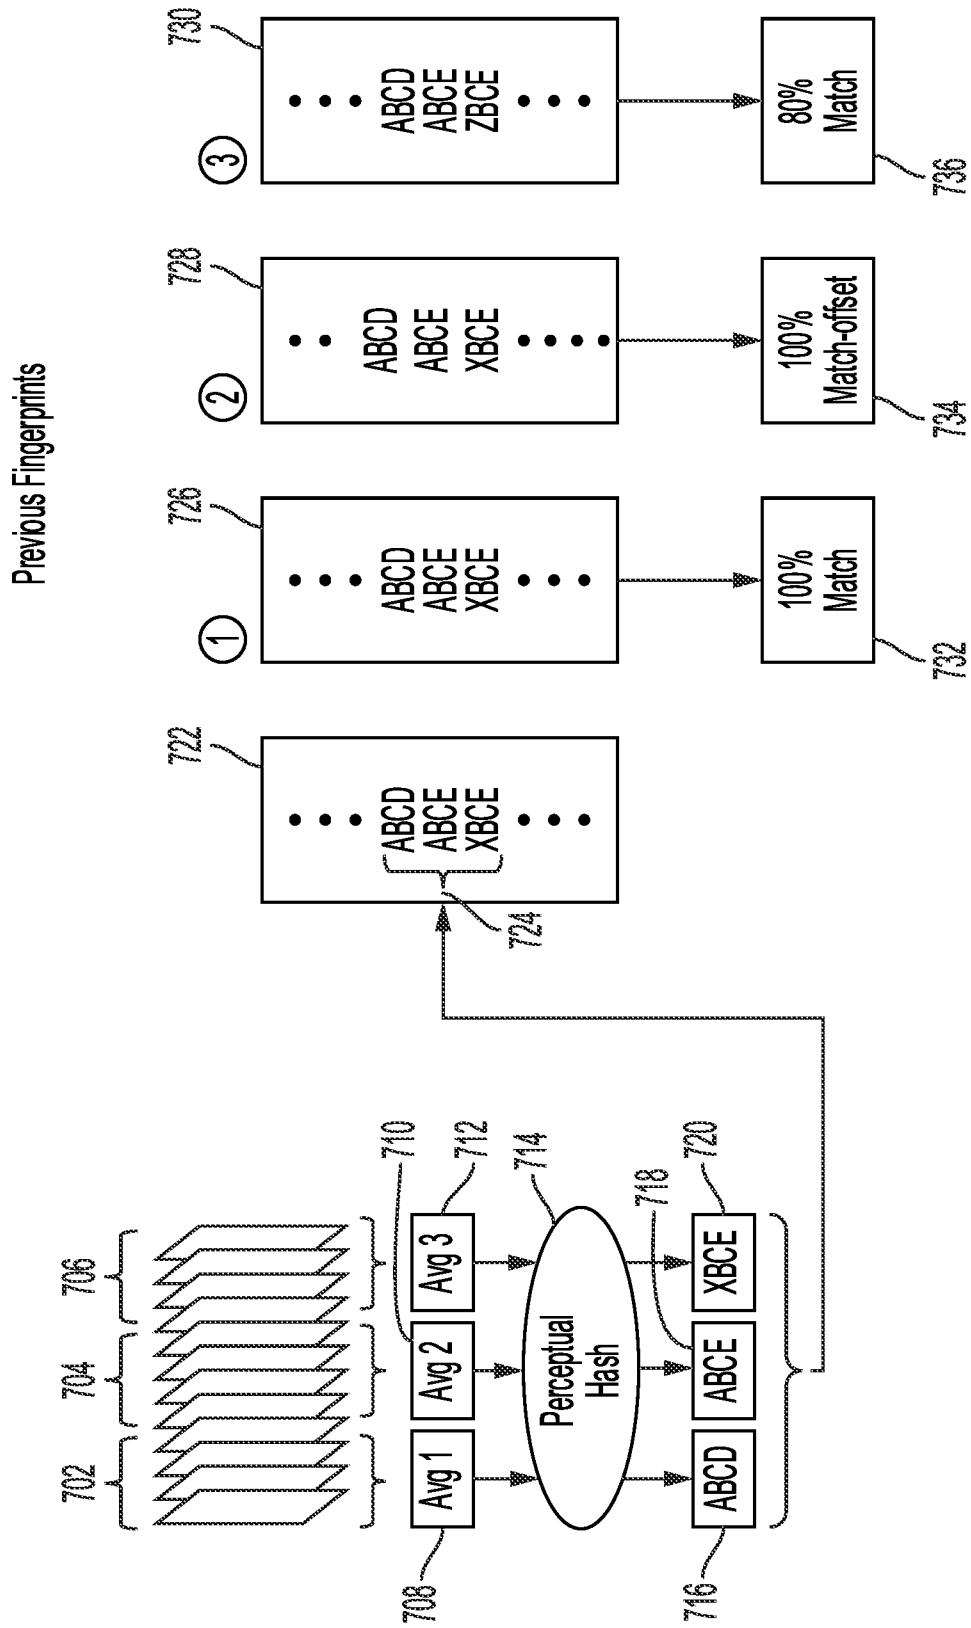 Previous Fingerprints
702
704
706
708
Avg 1
Avg 2
Avg 3
710
712
Perceptual
Hash
714
716
ABCD
ABCE
XBCE
718
720
722
ABCD
ABCE
XBCE
724
1
726
ABCD
ABCE
XBCE
100%
Match
732
2
728
ABCD
ABCE
XBCE
100%
Match-offset
734
3
730
ABCD
ABCE
ZBCE
80%
Match
736